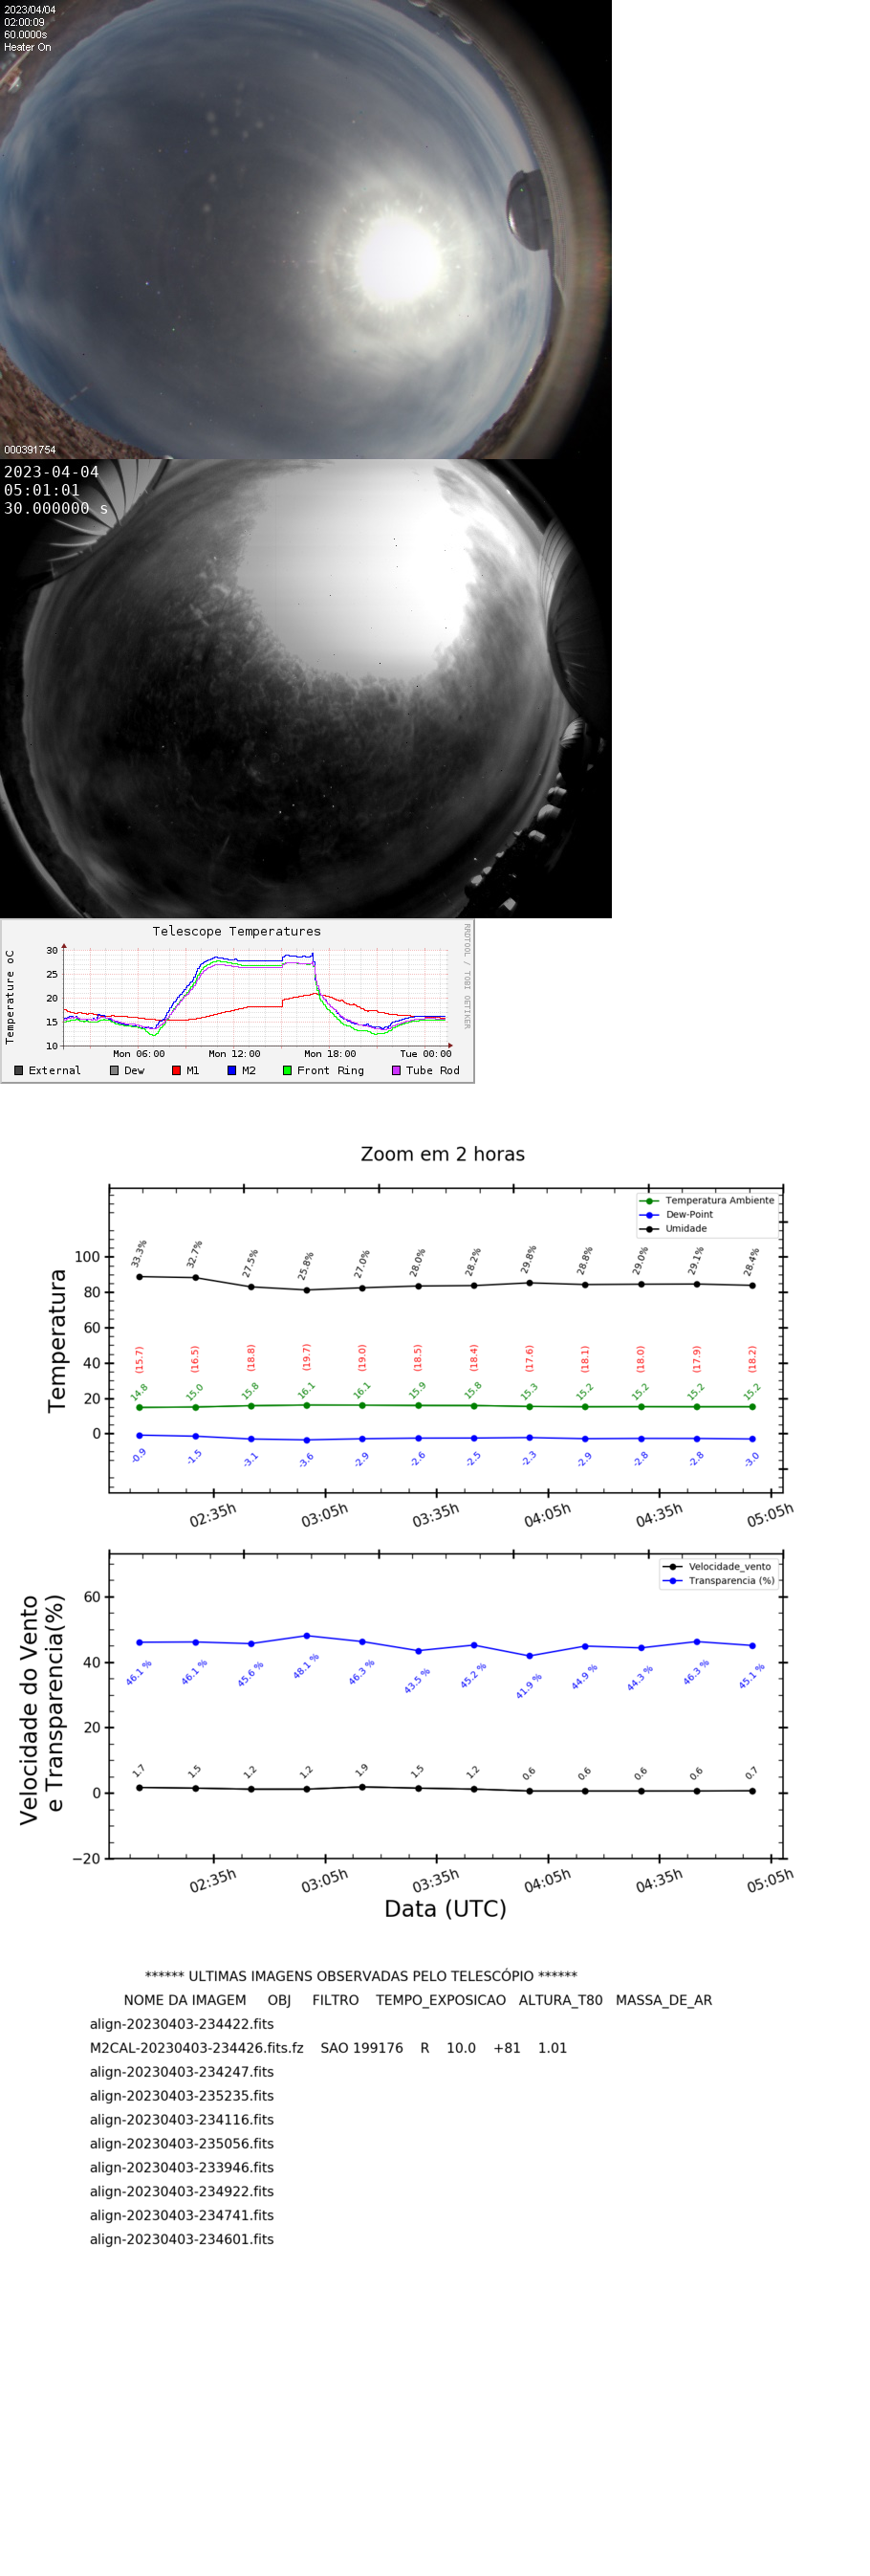 2023/04/04
02:00:09
60.0000s
Heater On
000391754
2023-04-04
05:01:01
30.000000 s
Telescope Temperatures
RRDTOOL / TOBI OETIKER
Temperature oC
30
25
20
15
10
Mon 06:00 Mon 12:00 Mon 18:00 Tue 00:00
External Dew M1 M2 Front Ring Tube Rod
Zoom em 2 horas
Temperatura Ambiente
Dew-Point
Umidade
Temperatura
100
80
60
40
20
0
33.3% 32.7% 27.5% 25.8% 27.0% 28.0% 28.2% 29.8% 28.8% 29.0% 29.1% 28.4%
(15.7) (16.5) (18.8) (19.7) (19.0) (18.5) (18.4) (17.6) (18.1) (18.0) (17.9) (18.2)
14.8 15.0 15.8 16.1 16.1 15.9 15.8 15.3 15.2 15.2 15.2 15.2
-0.9 -1.5 -3.1 -3.6 -2.9 -2.6 -2.5 -2.3 -2.9 -2.8 -2.8 -3.0
02:35h 03:05h 03:35h 04:05h 04:35h 05:05h
Velocidade_vento
Transparencia (%)
Velocidade do Vento
e Transparencia(%)
60
40
20
0
−20
46.1 % 46.1 % 45.6 % 48.1 % 46.3 % 43.5 % 45.2 % 41.9 % 44.9 % 44.3 % 46.3 % 45.1 %
1.7 1.5 1.2 1.2 1.9 1.5 1.2 0.6 0.6 0.6 0.6 0.7
02:35h 03:05h 03:35h 04:05h 04:35h 05:05h
Data (UTC)
****** ULTIMAS IMAGENS OBSERVADAS PELO TELESCÓPIO ******
NOME DA IMAGEM OBJ FILTRO TEMPO_EXPOSICAO ALTURA_T80 MASSA_DE_AR
align-20230403-234422.fits
M2CAL-20230403-234426.fits.fz SAO 199176 R 10.0 +81 1.01
align-20230403-234247.fits
align-20230403-235235.fits
align-20230403-234116.fits
align-20230403-235056.fits
align-20230403-233946.fits
align-20230403-234922.fits
align-20230403-234741.fits
align-20230403-234601.fits